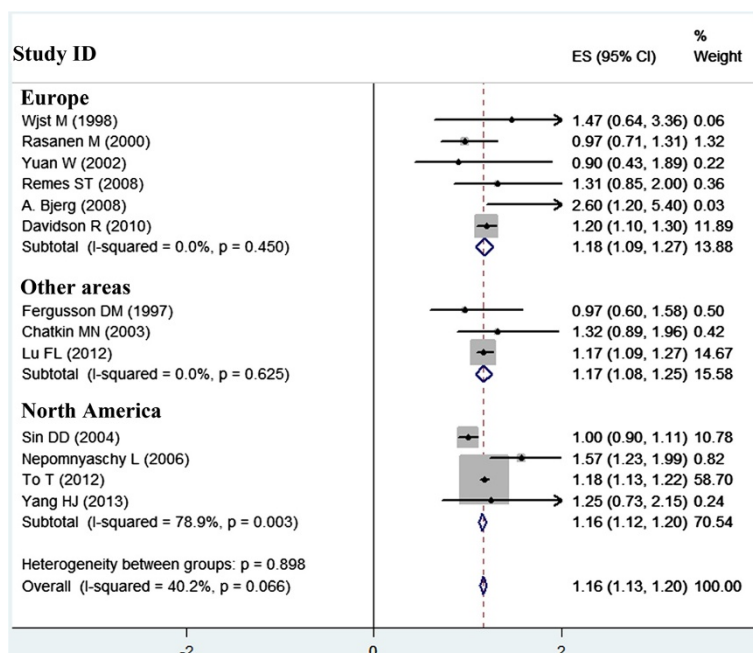 %
Study ID ES (95% CI) Weight
Europe
Wjst M (1998) 1.47 (0.64, 3.36) 0.06
Rasanen M (2000) 0.97 (0.71, 1.31) 1.32
Yuan W (2002) 0.90 (0.43, 1.89) 0.22
Remes ST (2008) 1.31 (0.85, 2.00) 0.36
A. Bjerg (2008) 2.60 (1.20, 5.40) 0.03
Davidson R (2010) 1.20 (1.10, 1.30) 11.89
Subtotal (I-squared = 0.0%, p = 0.450) 1.18 (1.09, 1.27) 13.88
Other areas
Fergusson DM (1997) 0.97 (0.60, 1.58) 0.50
Chatkin MN (2003) 1.32 (0.89, 1.96) 0.42
Lu FL (2012) 1.17 (1.09, 1.27) 14.67
Subtotal (I-squared = 0.0%, p = 0.625) 1.17 (1.08, 1.25) 15.58
North America
Sin DD (2004) 1.00 (0.90, 1.11) 10.78
Nepomnyaschy L (2006) 1.57 (1.23, 1.99) 0.82
To T (2012) 1.18 (1.13, 1.22) 58.70
Yang HJ (2013) 1.25 (0.73, 2.15) 0.24
Subtotal (I-squared = 78.9%, p = 0.003) 1.16 (1.12, 1.20) 70.54
Heterogeneity between groups: p = 0.898
Overall (I-squared = 40.2%, p = 0.066) 1.16 (1.13, 1.20) 100.00
-2 0 2